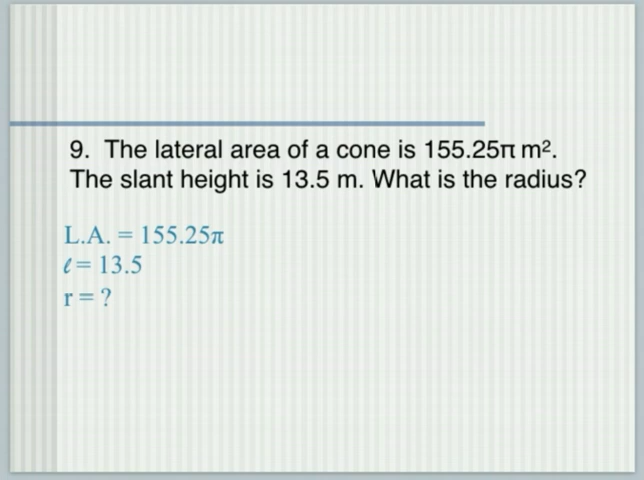 9. The lateral area of a cone is 155.25π m².
The slant height is 13.5 m. What is the radius?
L.A. = 155.25π
ℓ = 13.5
r = ?